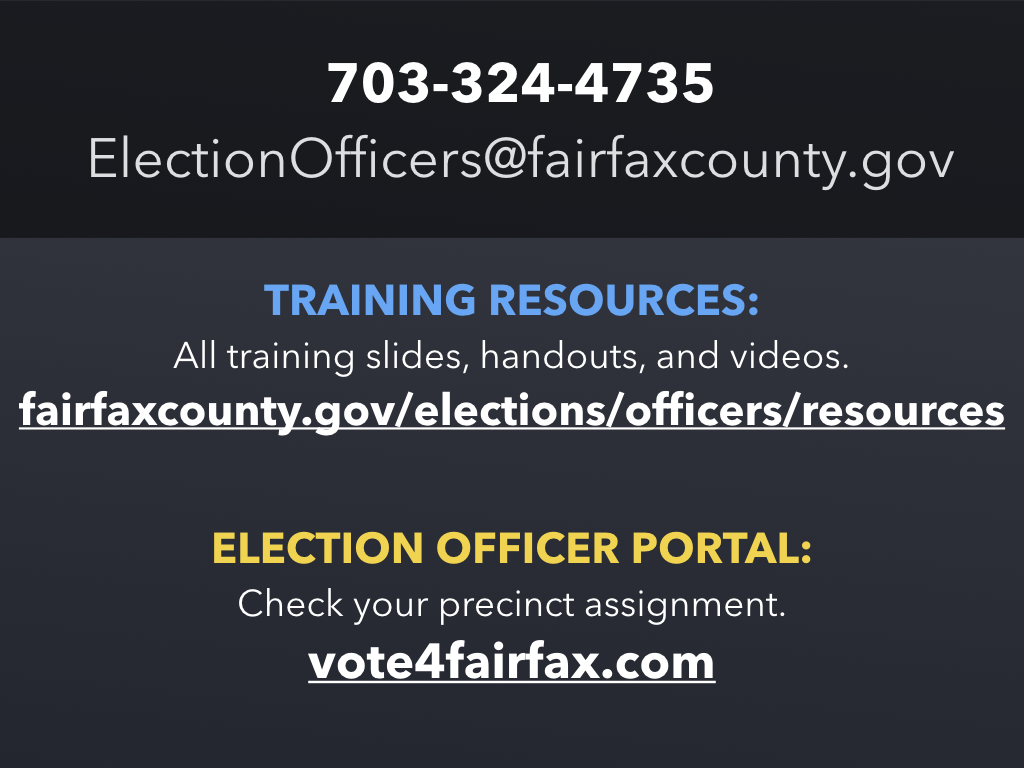 703-324-4735
ElectionOfficers@fairfaxcounty.gov
TRAINING RESOURCES:
All training slides, handouts, and videos.
fairfaxcounty.gov/elections/officers/resources
ELECTION OFFICER PORTAL:
Check your precinct assignment.
vote4fairfax.com